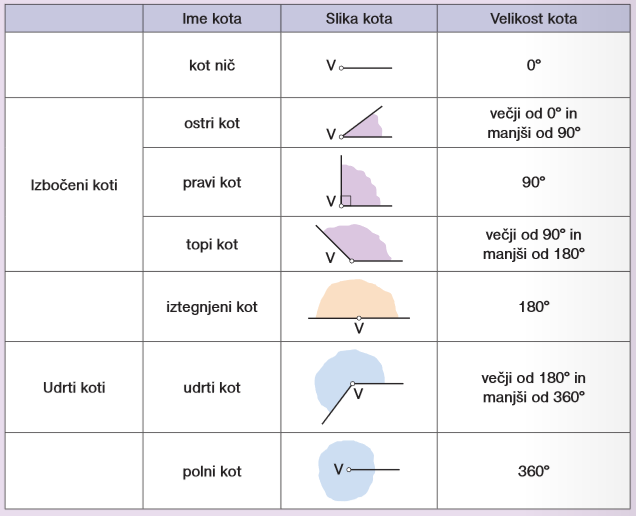 Ime kota Slika kota Velikost kota
kot nič V 0°
ostri kot V večji od 0° in
manjši od 90°
Izbočeni koti pravi kot V 90°
topi kot V večji od 90° in
manjši od 180°
iztegnjeni kot V 180°
Udrti koti udrti kot V večji od 180° in
manjši od 360°
polni kot V 360°